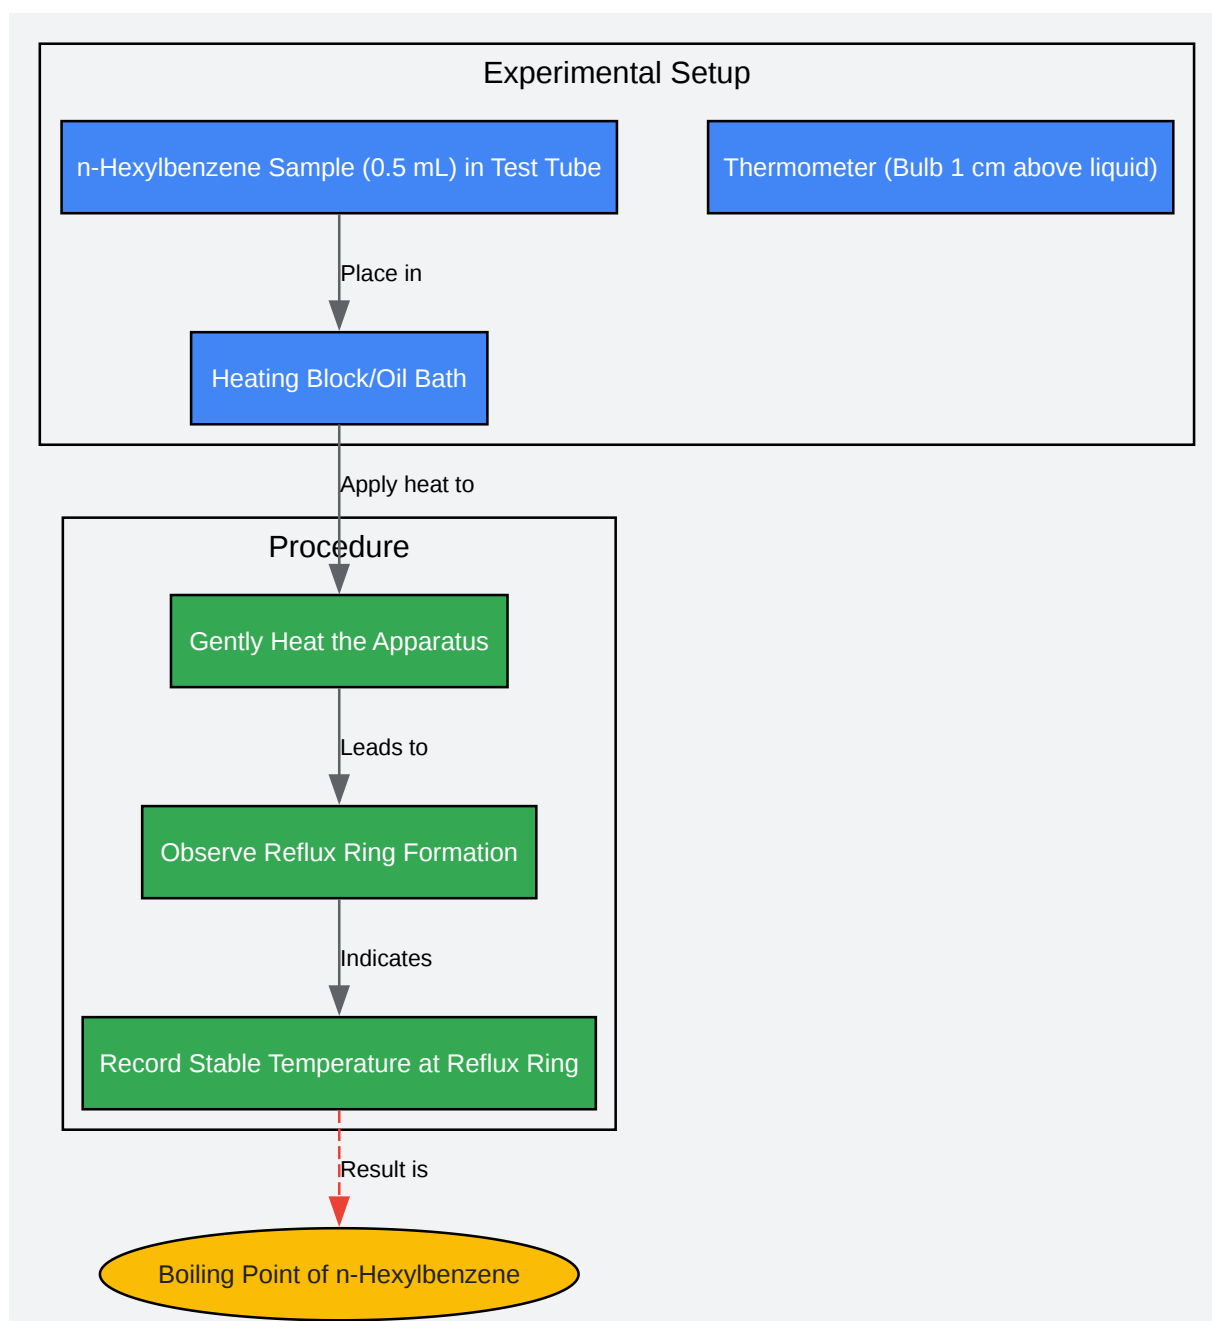 Experimental Setup
n-Hexylbenzene Sample (0.5 mL) in Test Tube
Thermometer (Bulb 1 cm above liquid)
Place in
Heating Block/Oil Bath
Apply heat to
Procedure
Gently Heat the Apparatus
Leads to
Observe Reflux Ring Formation
Indicates
Record Stable Temperature at Reflux Ring
Result is
Boiling Point of n-Hexylbenzene